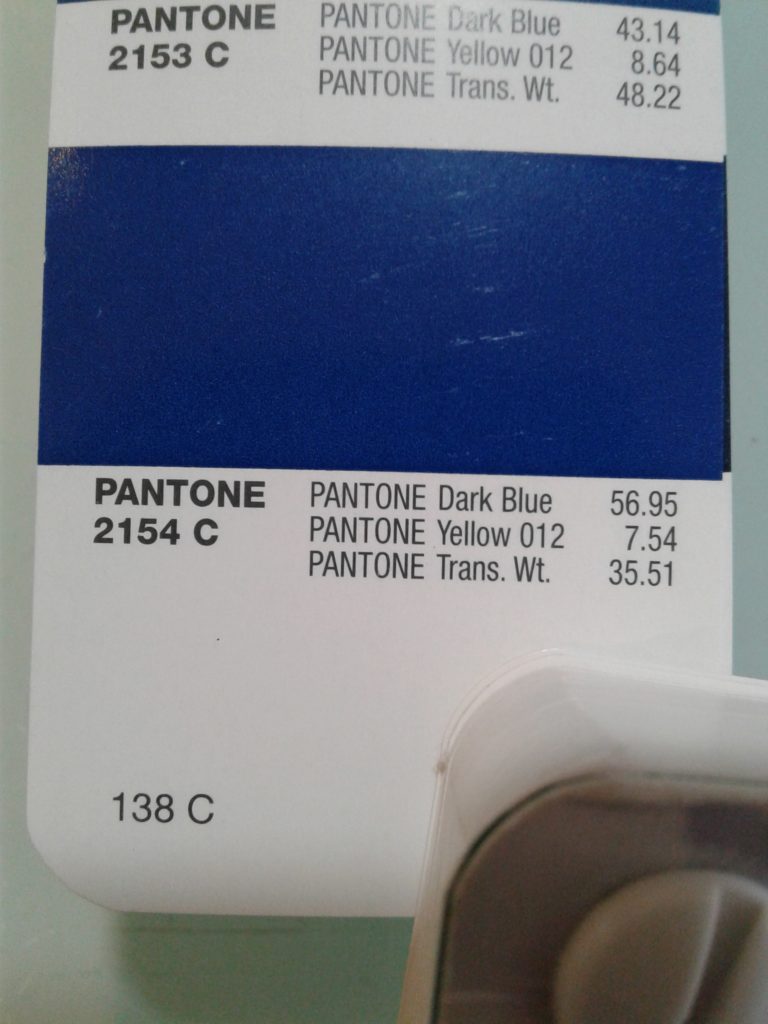 PANTONE PANTONE Dark Blue 43.14
2153 C PANTONE Yellow 012 8.64
PANTONE Trans. Wt. 48.22
PANTONE PANTONE Dark Blue 56.95
2154 C PANTONE Yellow 012 7.54
PANTONE Trans. Wt. 35.51
138 C